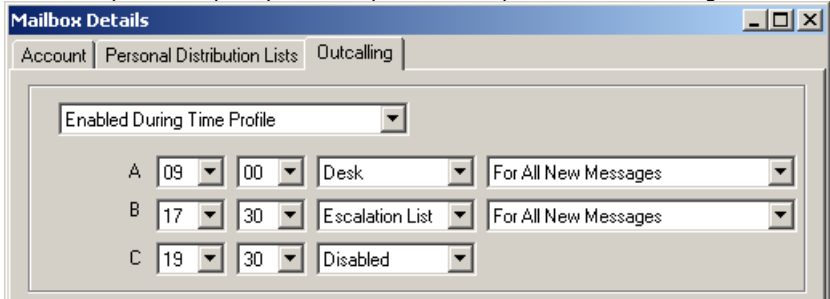 Mailbox Details
Account Personal Distribution Lists Outcalling
Enabled During Time Profile
A 09 00 Desk For All New Messages
B 17 30 Escalation List For All New Messages
C 19 30 Disabled